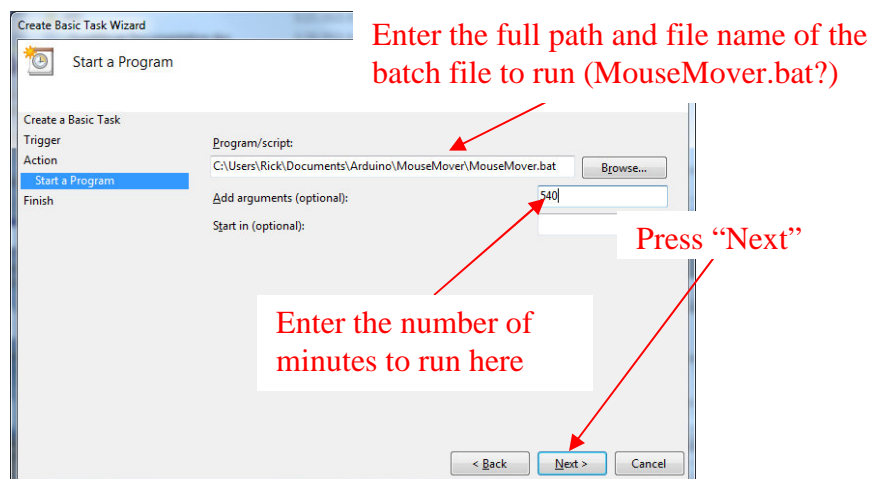 Create Basic Task Wizard
Enter the full path and file name of the
batch file to run (MouseMover.bat?)
Start a Program
Create a Basic Task
Trigger
Action
Start a Program
Finish
Program/script:
C:\Users\Rick\Documents\Arduino\MouseMover\MouseMover.bat
Browse...
Add arguments (optional):
540
Start in (optional):
Press “Next”
Enter the number of
minutes to run here
< Back
Next >
Cancel